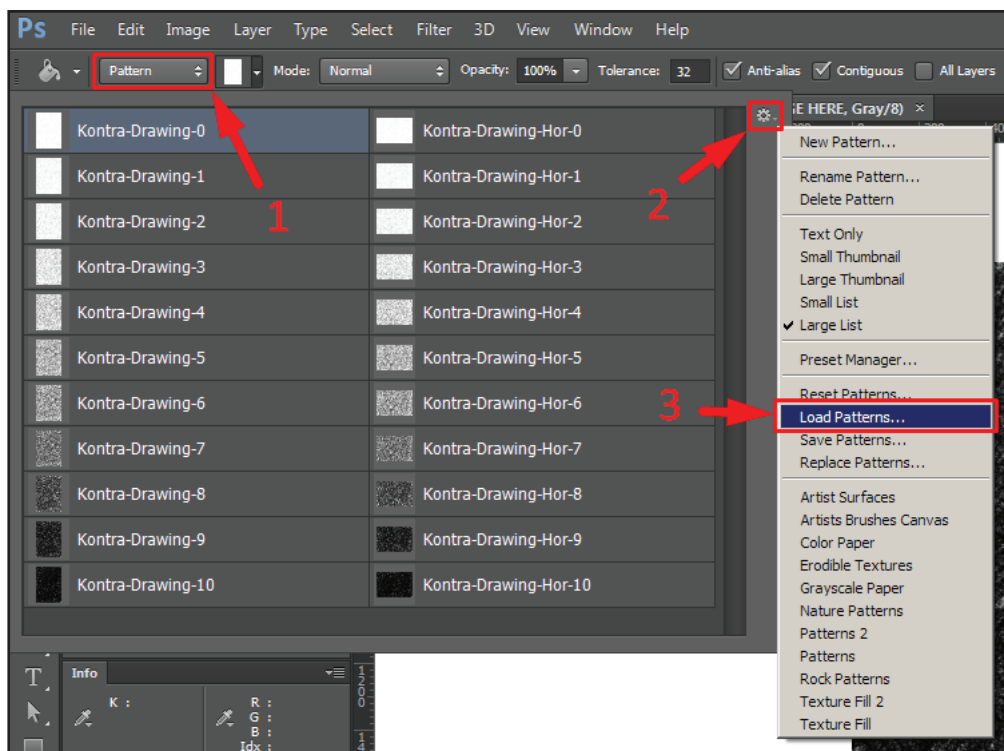 Ps File Edit Image Layer Type Select Filter 3D View Window Help
Pattern Mode: Normal Opacity: 100% Tolerance: 32 Anti-alias Contiguous All Layers
GE HERE, Gray/8) ×
Kontra-Drawing-0 Kontra-Drawing-Hor-0
Kontra-Drawing-1 Kontra-Drawing-Hor-1
Kontra-Drawing-2 Kontra-Drawing-Hor-2
Kontra-Drawing-3 Kontra-Drawing-Hor-3
Kontra-Drawing-4 Kontra-Drawing-Hor-4
Kontra-Drawing-5 Kontra-Drawing-Hor-5
Kontra-Drawing-6 Kontra-Drawing-Hor-6
Kontra-Drawing-7 Kontra-Drawing-Hor-7
Kontra-Drawing-8 Kontra-Drawing-Hor-8
Kontra-Drawing-9 Kontra-Drawing-Hor-9
Kontra-Drawing-10 Kontra-Drawing-Hor-10
1
2
3
New Pattern...
Rename Pattern...
Delete Pattern
Text Only
Small Thumbnail
Large Thumbnail
Small List
Large List
Preset Manager...
Reset Patterns...
Load Patterns...
Save Patterns...
Replace Patterns...
Artist Surfaces
Artists Brushes Canvas
Color Paper
Erodible Textures
Grayscale Paper
Nature Patterns
Patterns 2
Patterns
Rock Patterns
Texture Fill 2
Texture Fill
Info
K :
R :
G :
B :
Idx :
1200
14